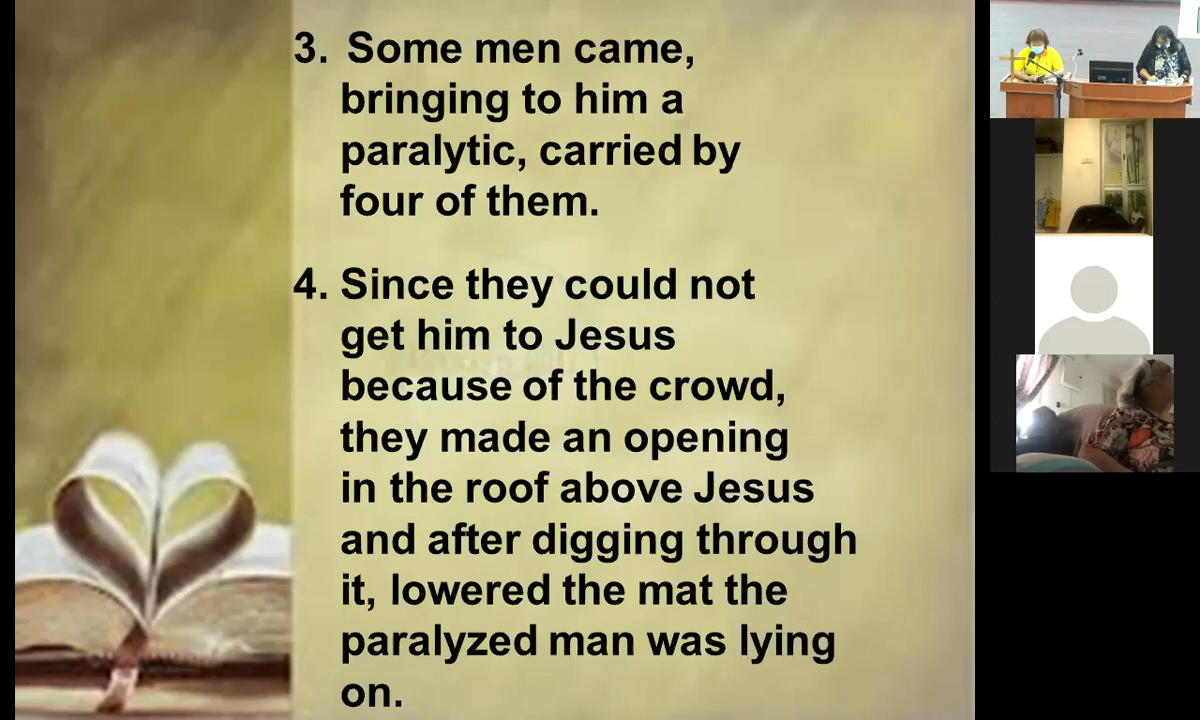 3. Some men came,
bringing to him a
paralytic, carried by
four of them.
4. Since they could not
get him to Jesus
because of the crowd,
they made an opening
in the roof above Jesus
and after digging through
it, lowered the mat the
paralyzed man was lying
on.